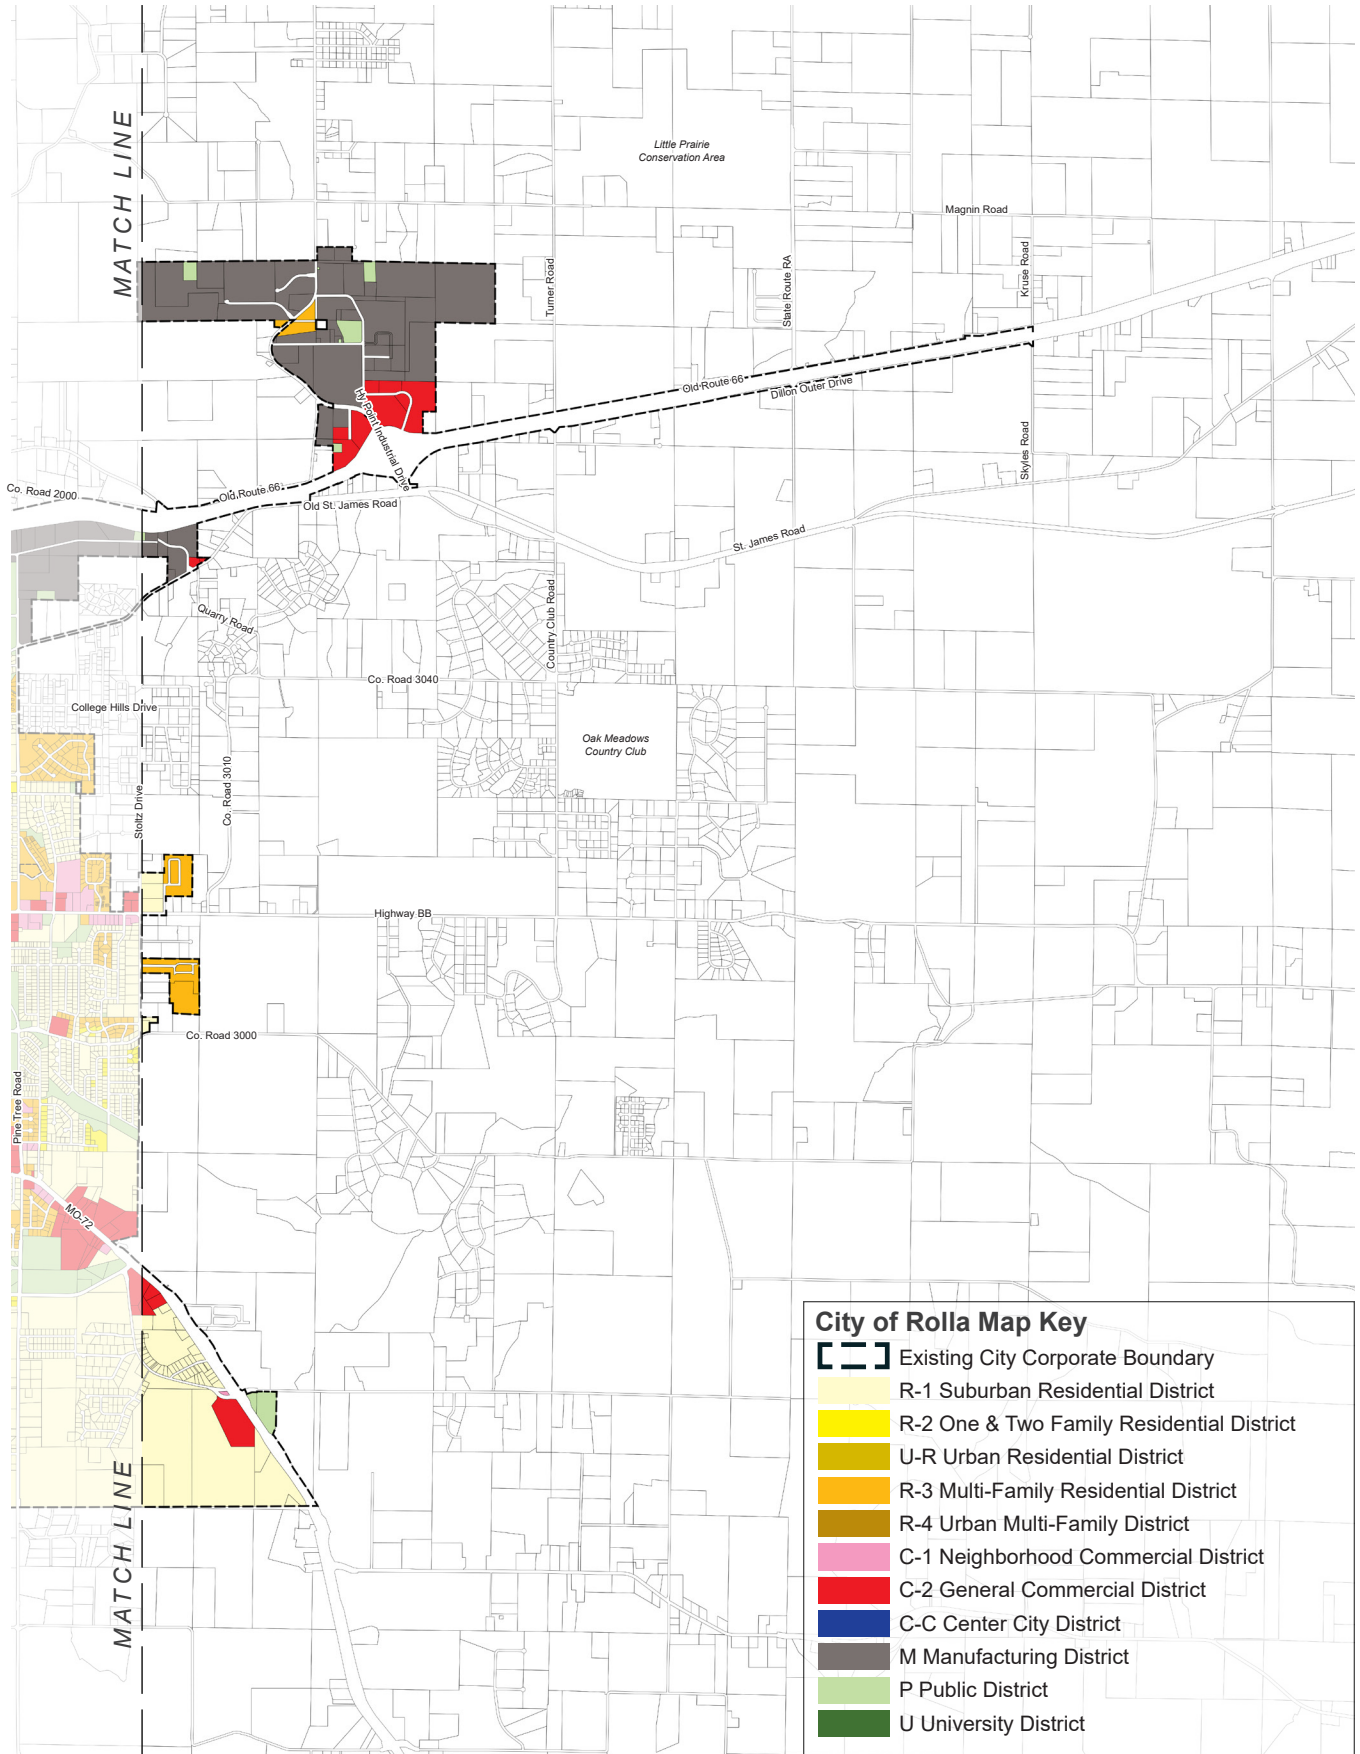 MATCH LINE
Little Prairie
Conservation Area
Magnin Road
Turner Road
State Route RA
Kruse Road
Old Route 66
Dillon Outer Drive
Hy Point Industrial Drive
Skyles Road
Co. Road 2000
Old Route 66
Old St. James Road
St. James Road
Quarry Road
Country Club Road
Co. Road 3040
College Hills Drive
Oak Meadows
Country Club
Stoltz Drive
Co. Road 3010
Highway BB
Co. Road 3000
Pine Tree Road
MO-72
MATCH LINE
City of Rolla Map Key
Existing City Corporate Boundary
R-1 Suburban Residential District
R-2 One & Two Family Residential District
U-R Urban Residential District
R-3 Multi-Family Residential District
R-4 Urban Multi-Family District
C-1 Neighborhood Commercial District
C-2 General Commercial District
C-C Center City District
M Manufacturing District
P Public District
U University District